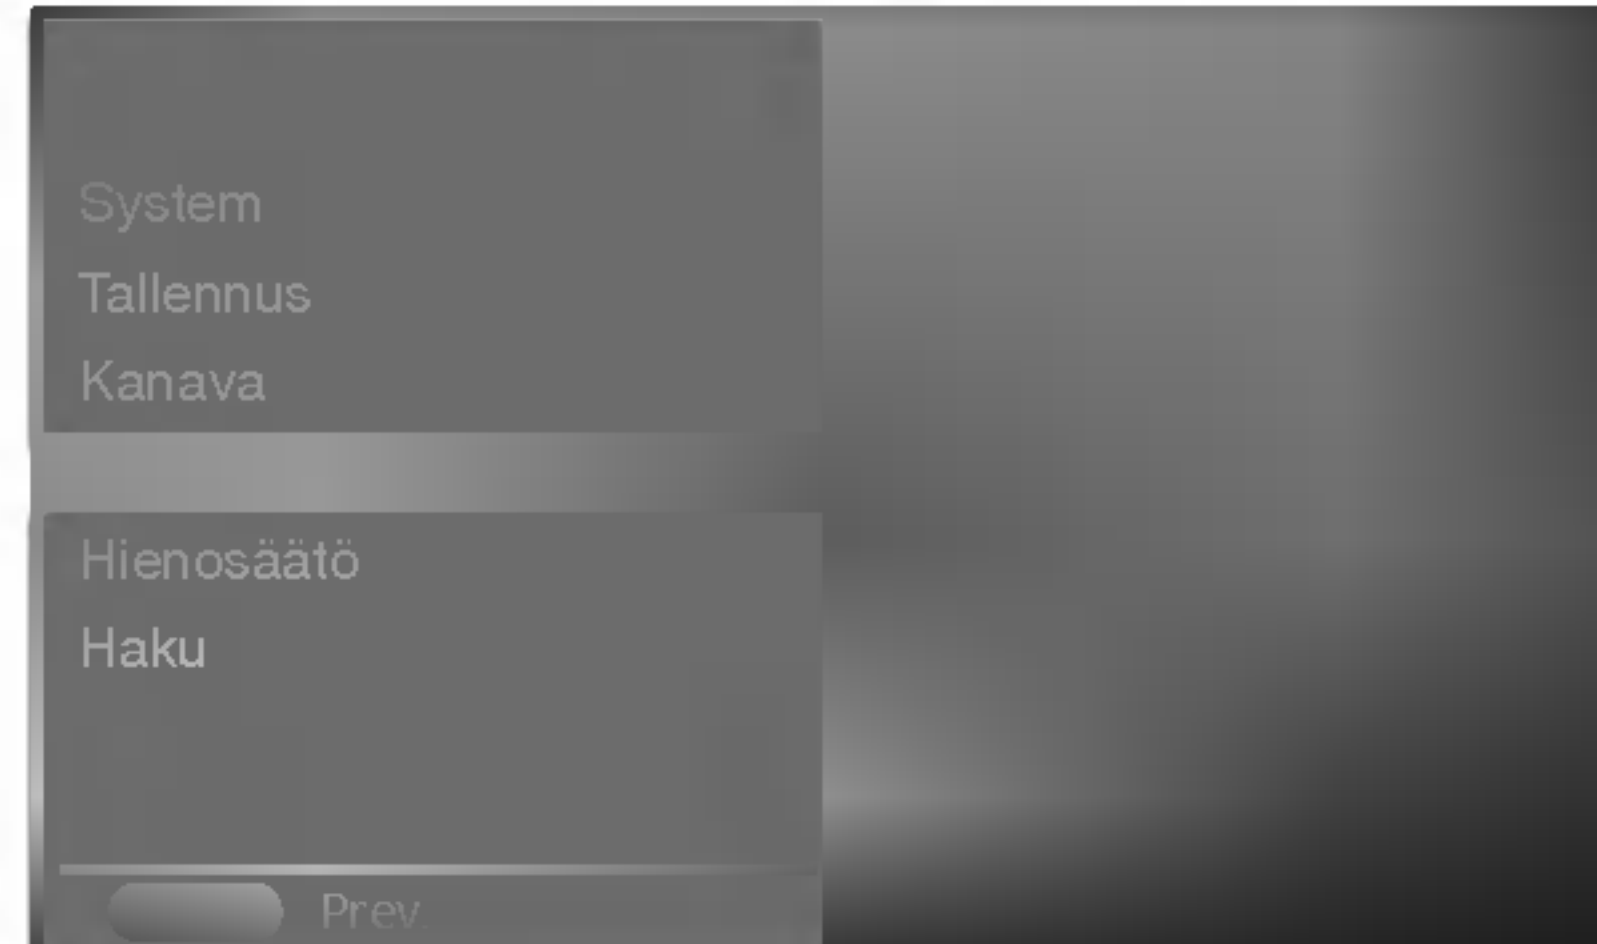 System
Tallennus
Kanava
Hienosäätö
Haku
Prev.